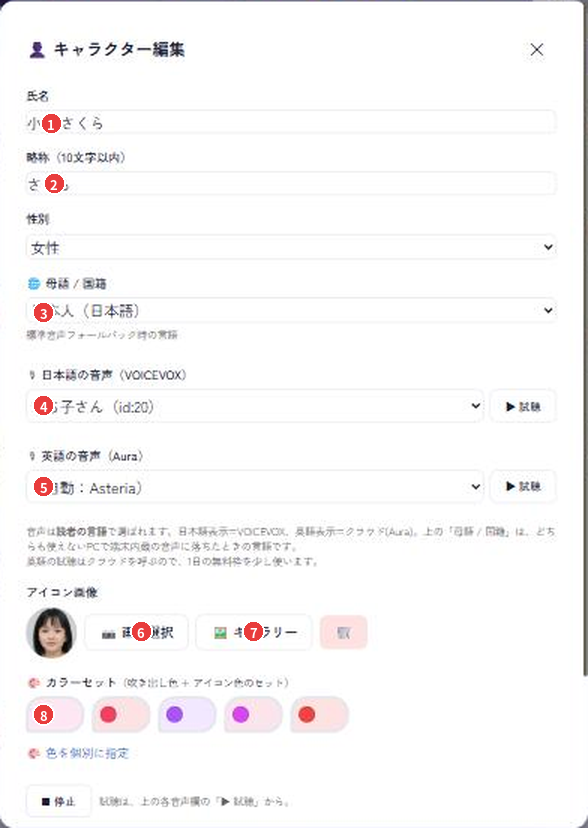 キャラクター編集
氏名
小 1 さくら
略称（10文字以内）
さ 2
性別
女性
母語 / 国籍
3 本人（日本語）
標準音声フォールバック時の言語
日本語の音声（VOICEVOX）
4 子さん（id:20）
▶ 試聴
英語の音声（Aura）
5 動：Asteria）
▶ 試聴
音声は読者の言語で選ばれます。日本語表示=VOICEVOX、英語表示=クラウド(Aura)。上の「母語 / 国籍」は、どち
らも使えないPCで端末内蔵の音声に落ちたときの言語です。
英語の試聴はクラウドを呼ぶので、1日の無料枠を少し使います。
アイコン画像
画 6 選択
ギ 7 ラリー
カラーセット（吹き出し色 + アイコン色のセット）
8
色を個別に指定
■ 停止
試聴は、上の各音声欄の「▶ 試聴」から。